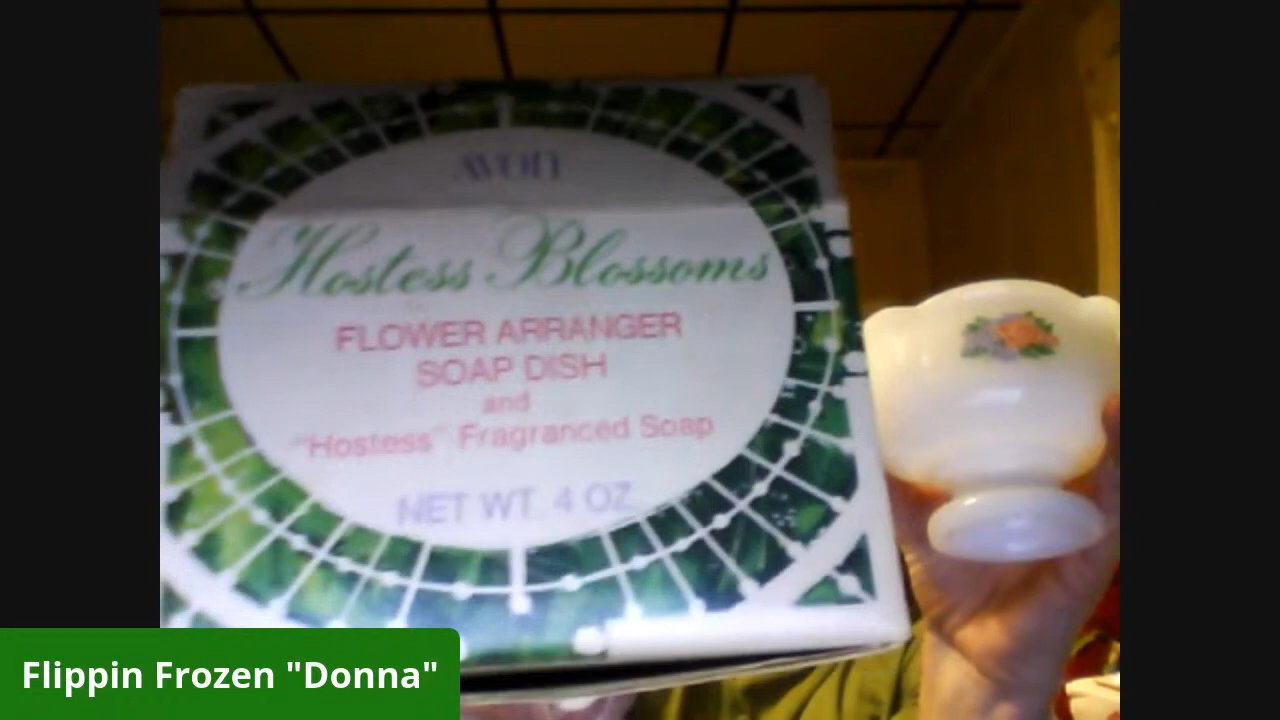 AVON
Hostess Blossoms
FLOWER ARRANGER
SOAP DISH
and
"Hostess" Fragranced Soap
NET WT. 4 OZ.
Flippin Frozen "Donna"